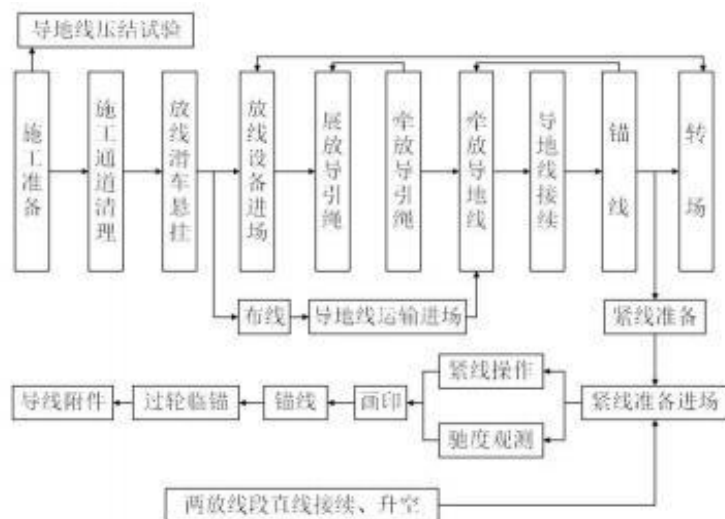 导地线压结试验
施工准备
施工通道清理
放线滑车悬挂
放线设备进场
展放导引绳
牵放导引绳
牵放导地线
导地线接续
锚线
转场
布线
导地线运输进场
紧线准备
紧线操作
导线附件
过轮临锚
锚线
画印
紧线准备进场
驰度观测
两放线段直线接续、升空